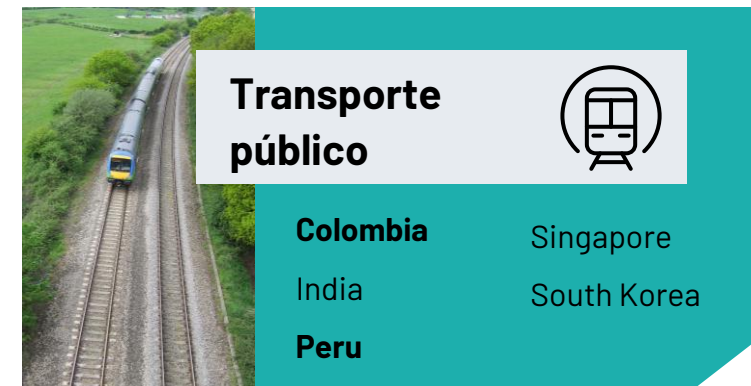 Transporte
público
Colombia
India
Peru
Singapore
South Korea